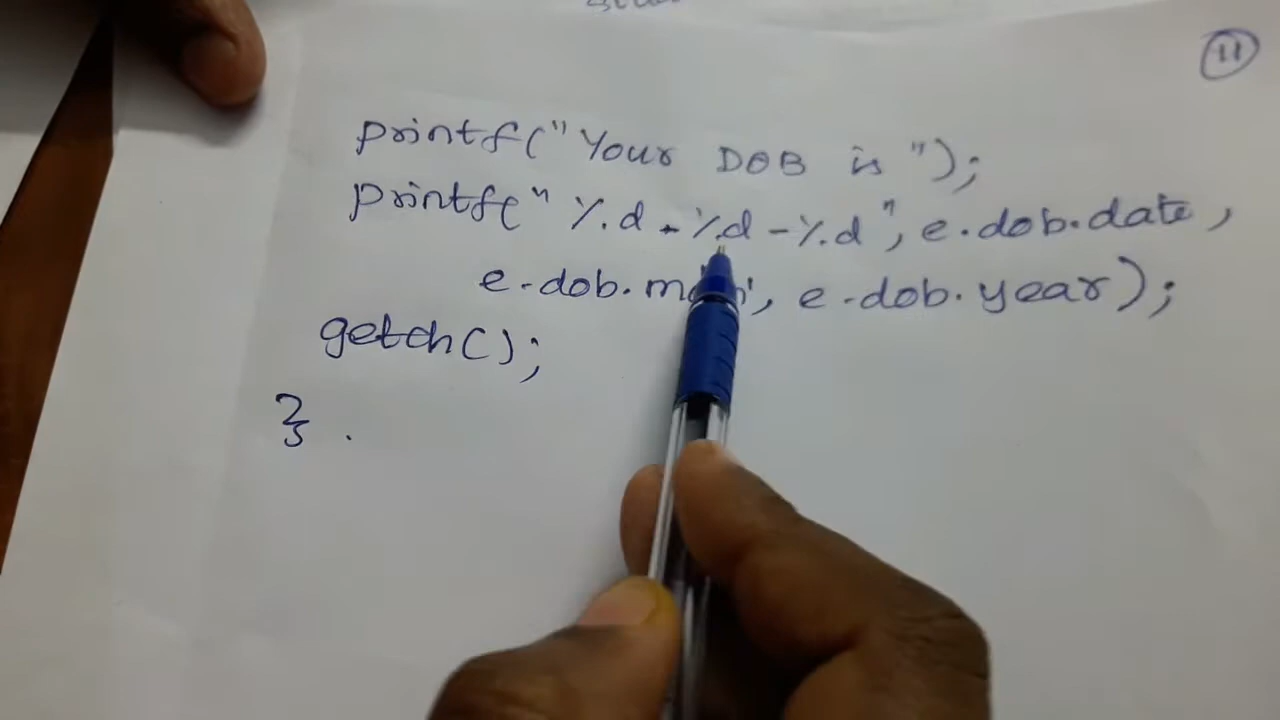 11
printf("Your DOB is");
printf("%d-%d-%d", e.dob.date,
e.dob. , e.dob.year);
getch();
}.